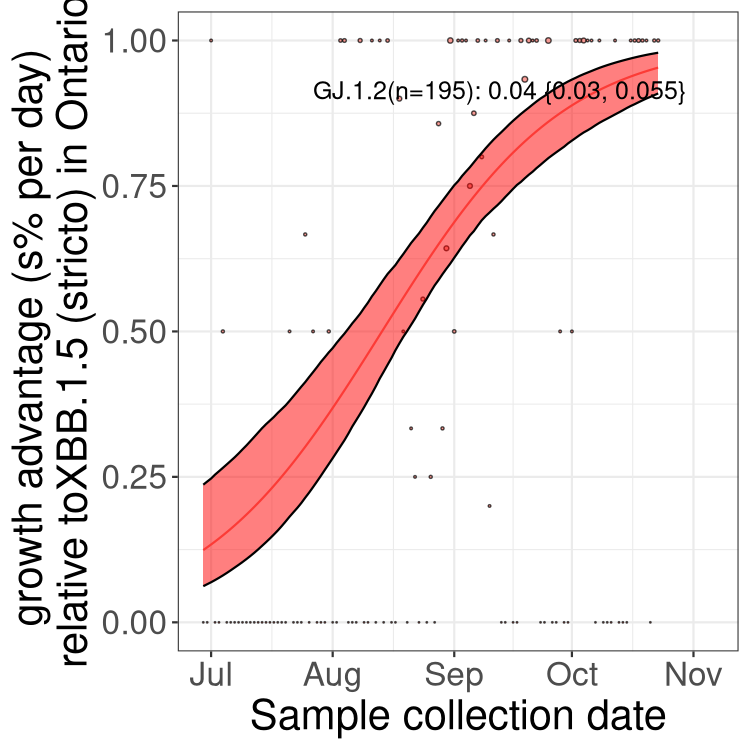 growth advantage (s% per day)
relative toXBB.1.5 (stricto) in Ontario
1.00
0.75
0.50
0.25
0.00
GJ.1.2(n=195): 0.04 {0.03, 0.055}
Jul Aug Sep Oct Nov
Sample collection date